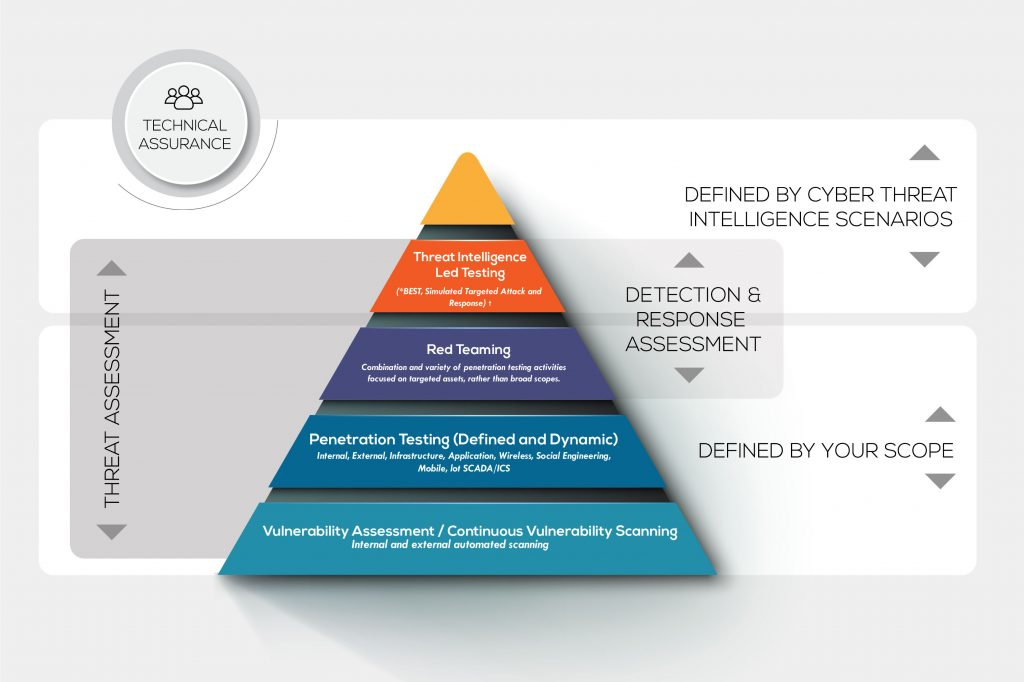 TECHNICAL
ASSURANCE
DEFINED BY CYBER THREAT
INTELLIGENCE SCENARIOS
Threat Intelligence
Led Testing
(*BEST, Simulated Targeted Attack and
Response) ↑
DETECTION &
RESPONSE
ASSESSMENT
THREAT ASSESSMENT
Red Teaming
Combination and variety of penetration testing activities
focused on targeted assets, rather than broad scopes.
Penetration Testing (Defined and Dynamic)
Internal, External, Infrastructure, Application, Wireless, Social Engineering,
Mobile, Iot SCADA/ICS
DEFINED BY YOUR SCOPE
Vulnerability Assessment / Continuous Vulnerability Scanning
Internal and external automated scanning